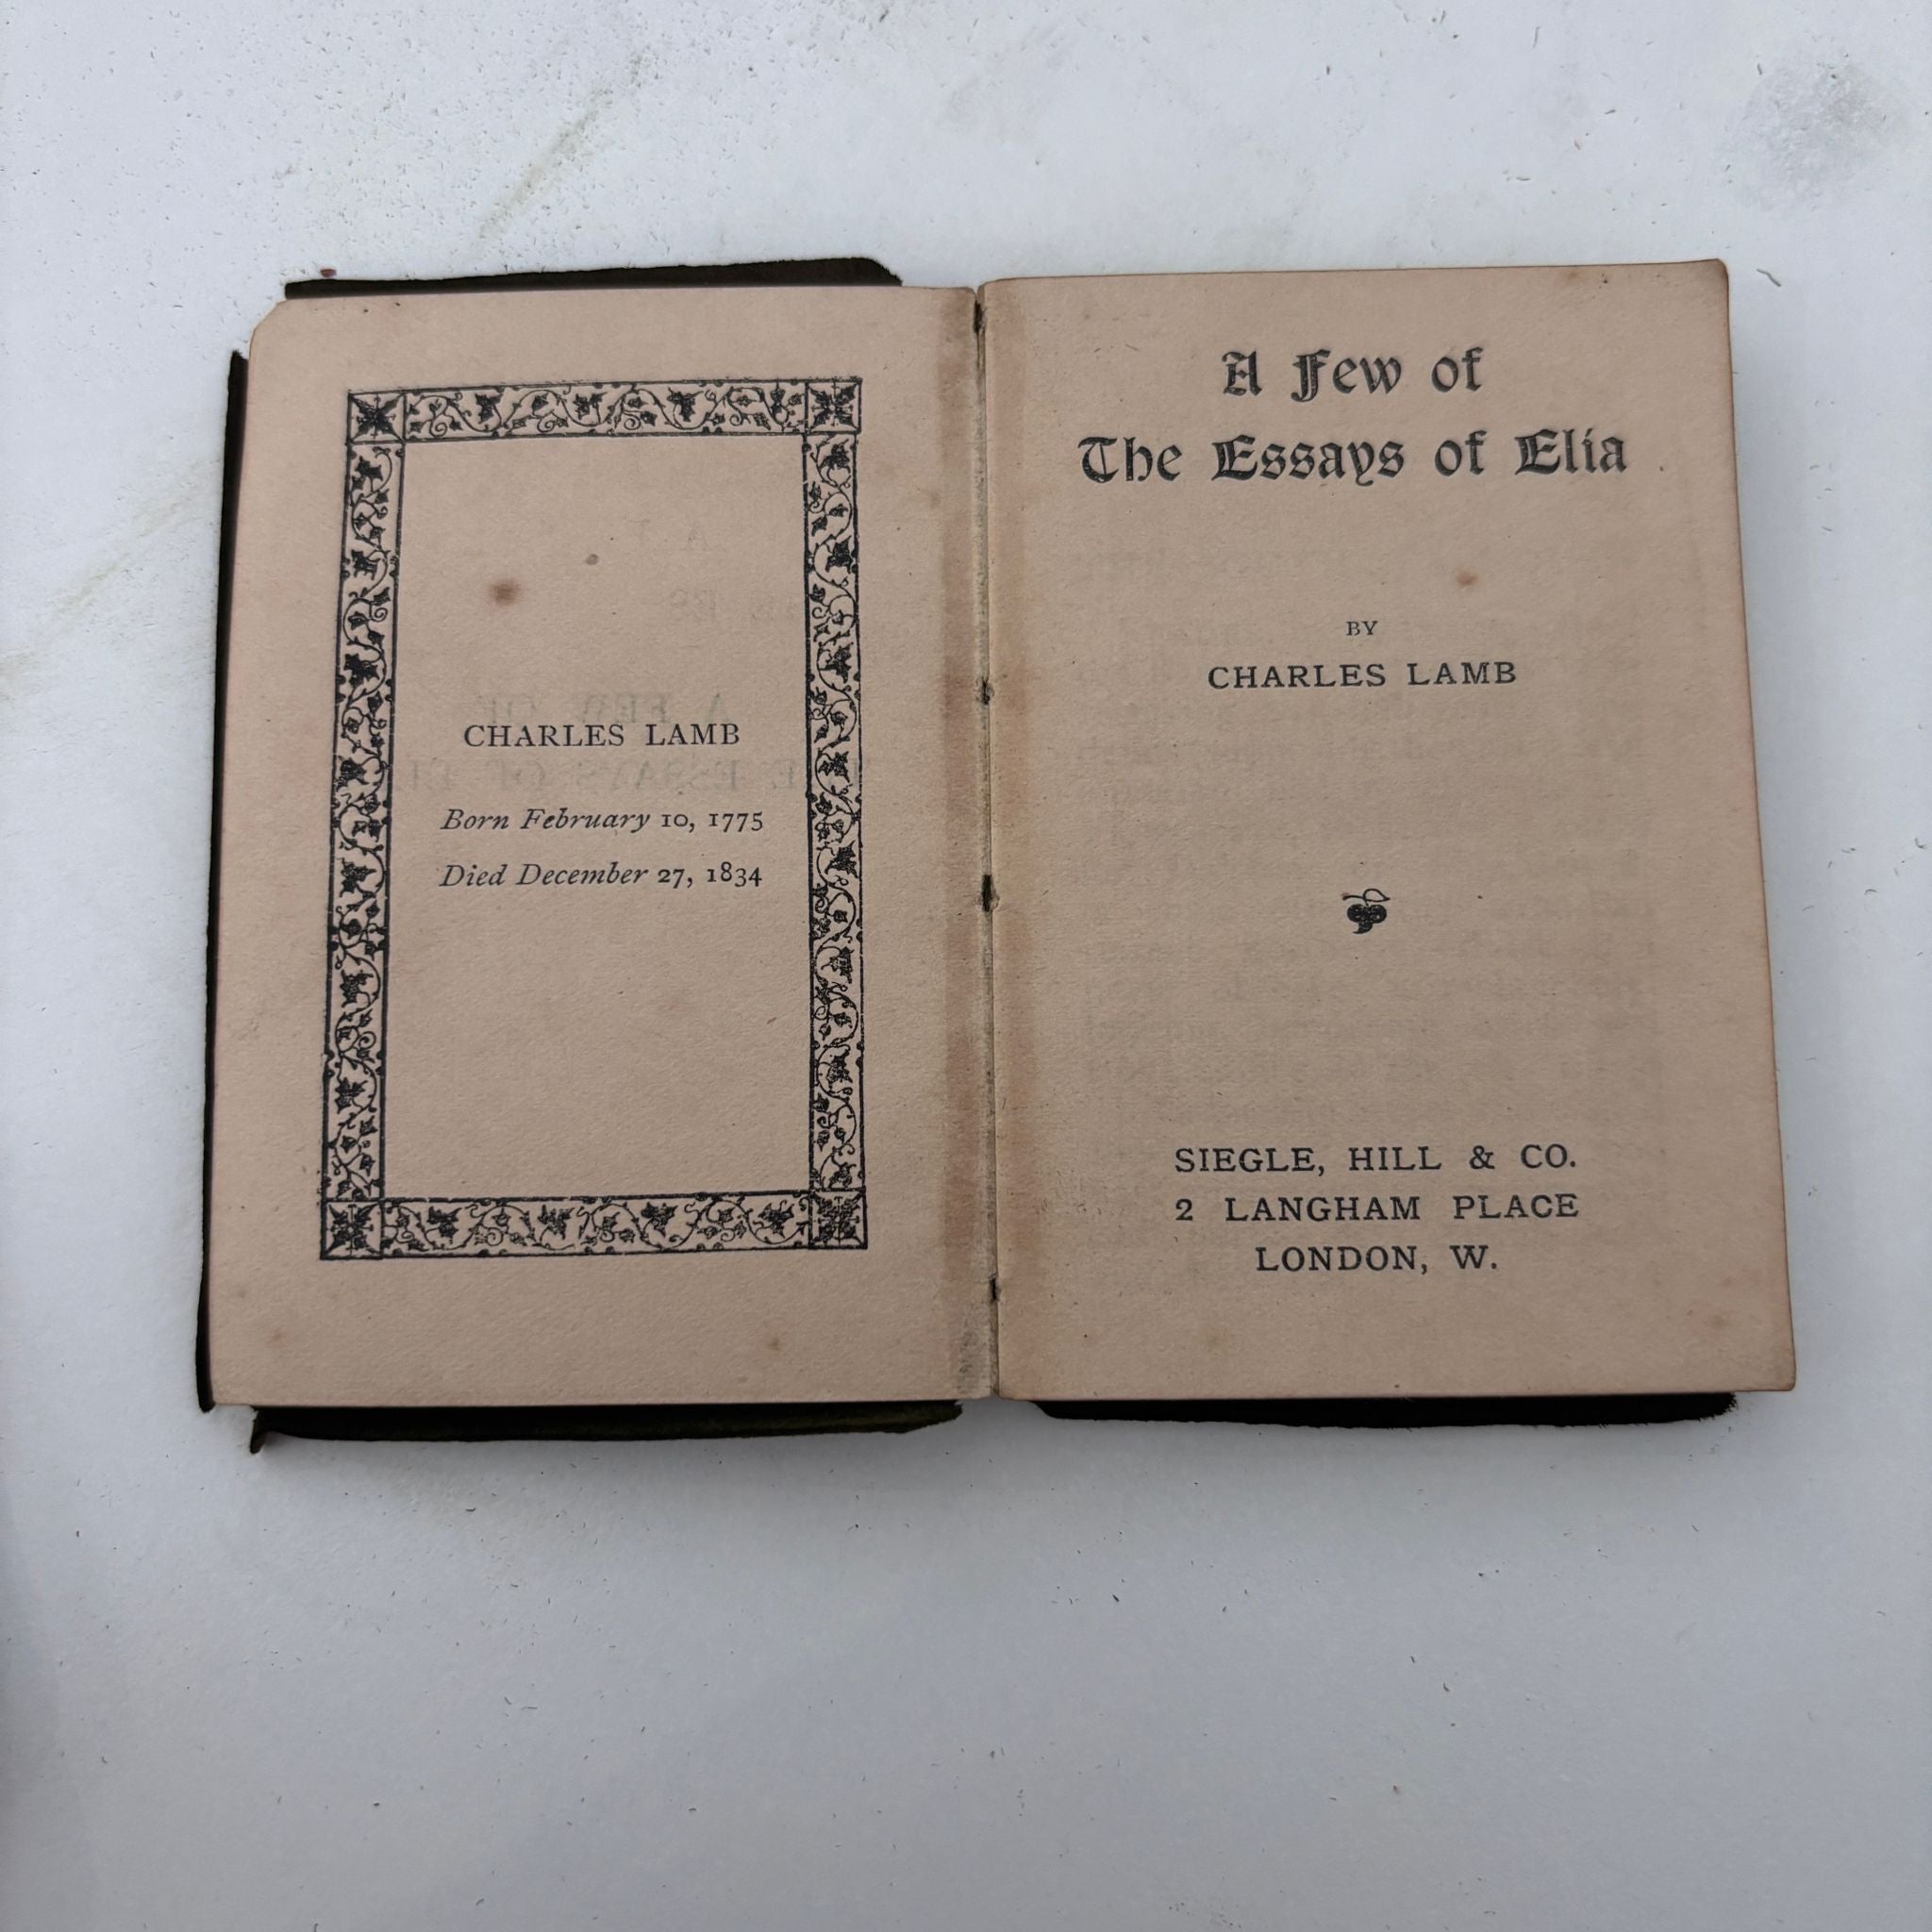 CHARLES LAMB
Born February 10, 1775
Died December 27, 1834
A Few of
The Essays of Elia
BY
CHARLES LAMB
SIEGLE, HILL & CO.
2 LANGHAM PLACE
LONDON, W.